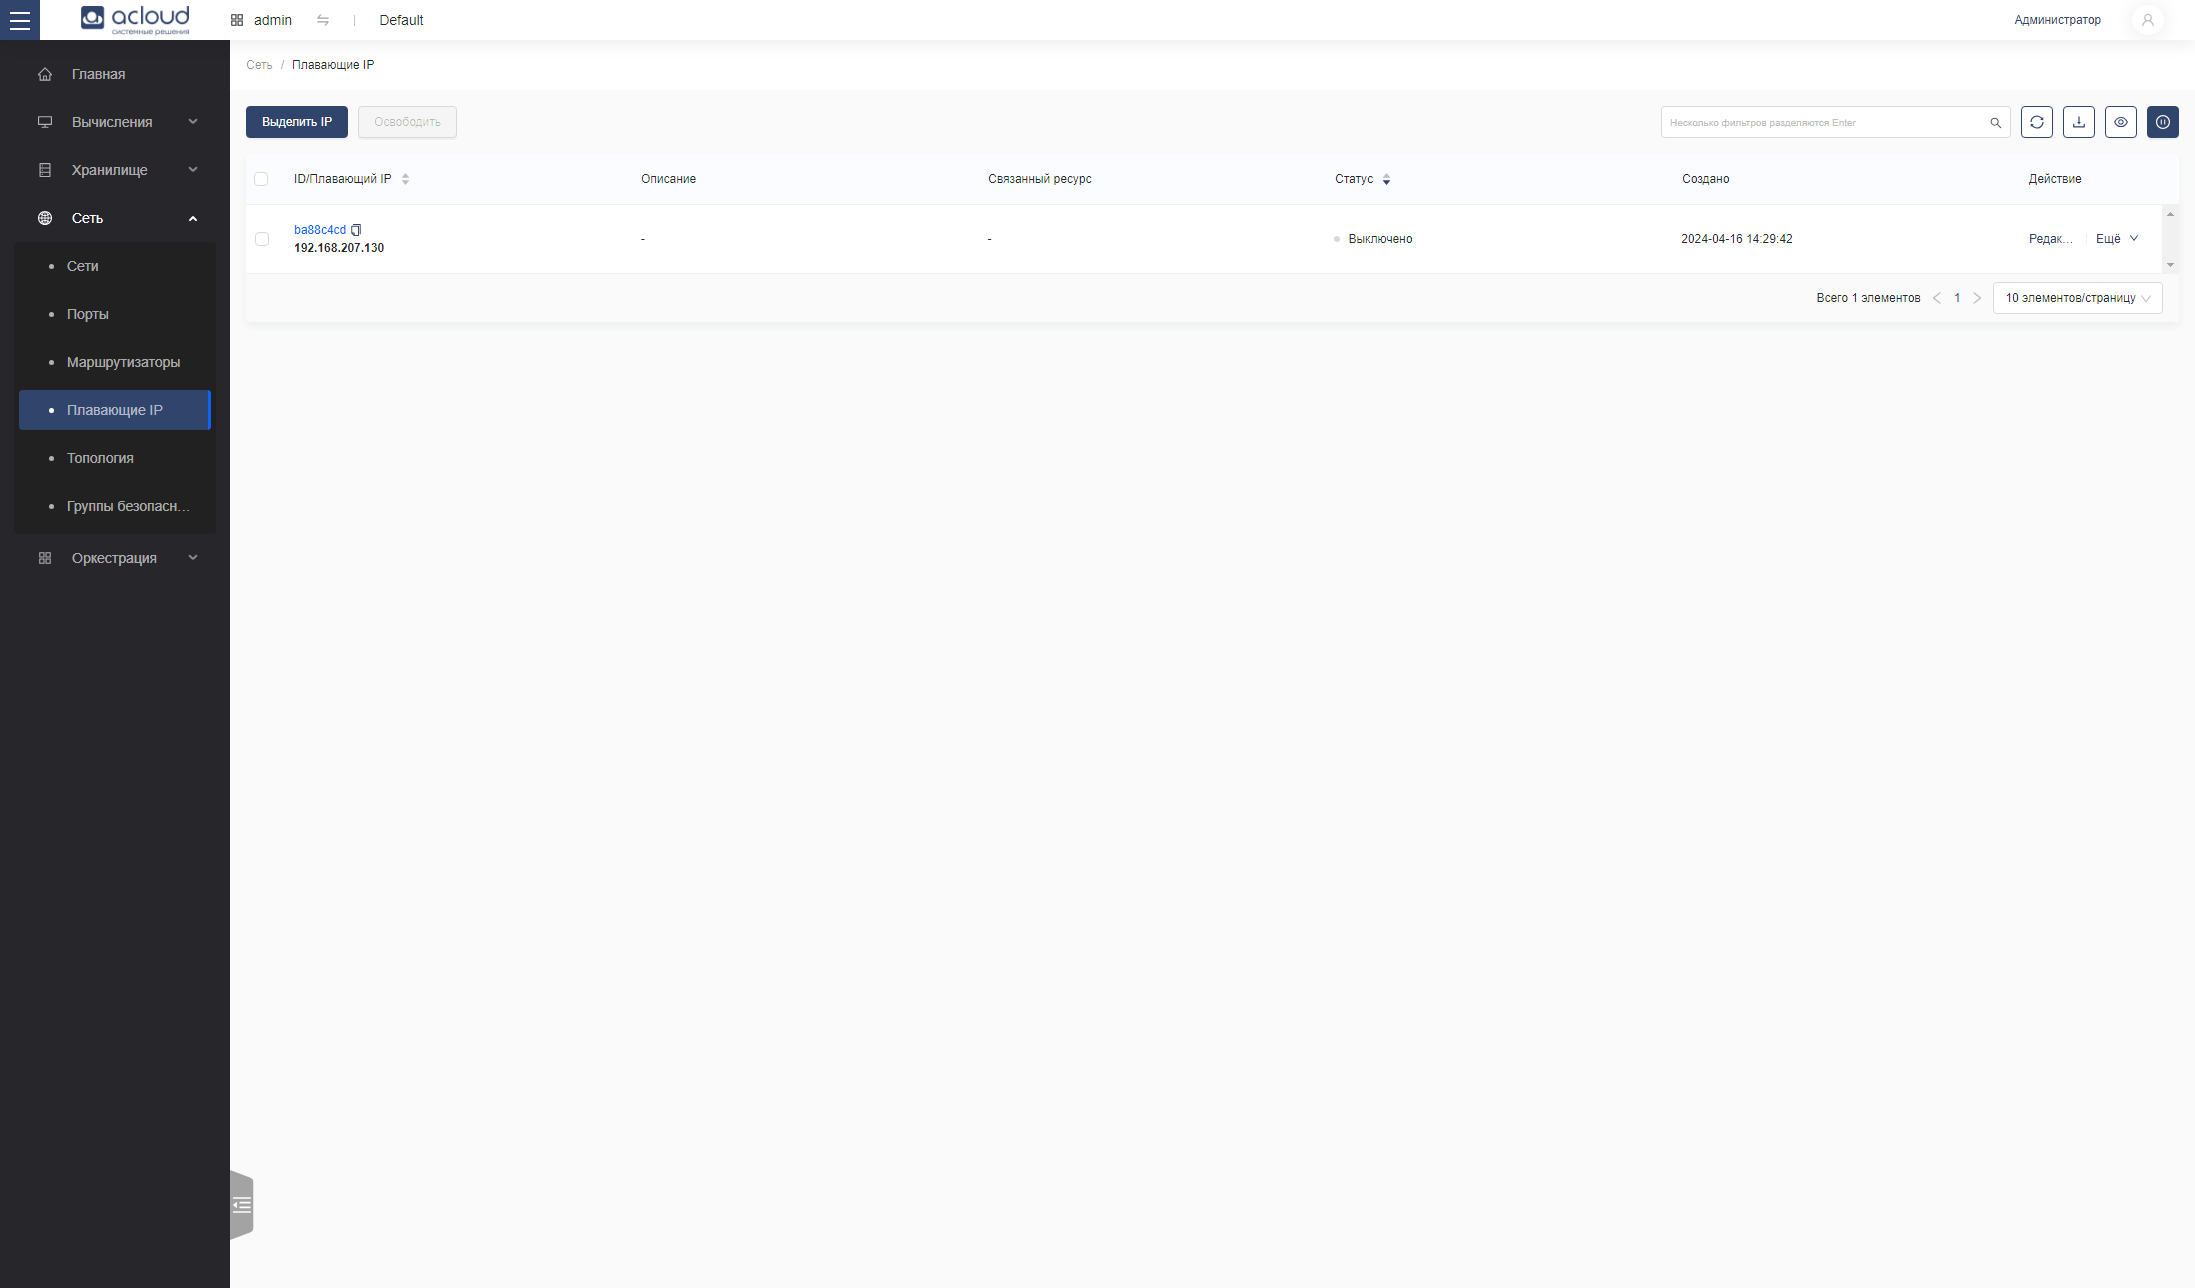 acloud
системные решения
admin
Default
Администратор
Главная
Вычисления
Хранилище
Сеть
Сети
Порты
Маршрутизаторы
Плавающие IP
Топология
Группы безопасн...
Оркестрация
Сеть / Плавающие IP
Выделить IP
Освободить
Несколько фильтров разделяются Enter
ID/Плавающий IP
Описание
Связанный ресурс
Статус
Создано
Действие
ba88c4cd
192.168.207.130
-
-
Выключено
2024-04-16 14:29:42
Редак...
Ещё
Всего 1 элементов
1
10 элементов/страницу